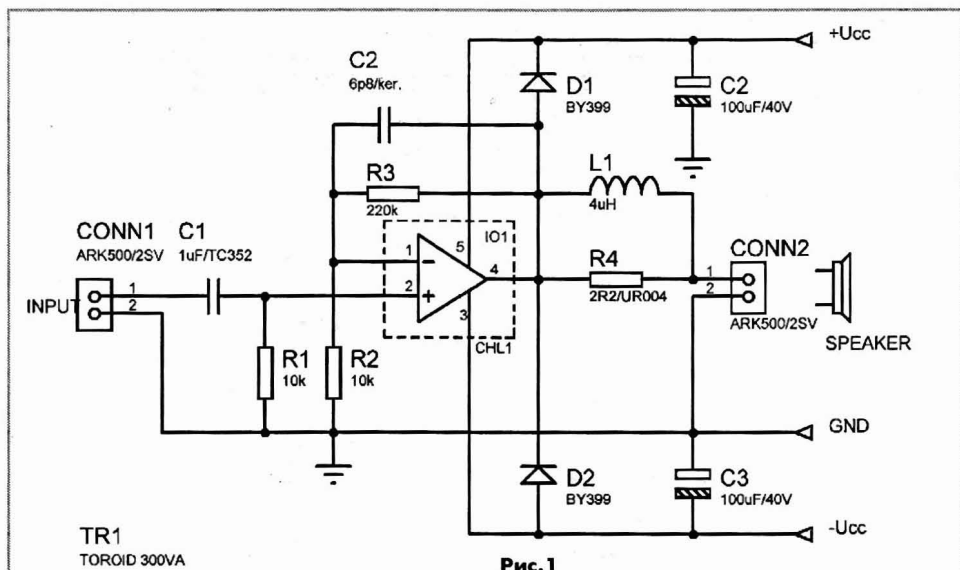 +Ucc
C2
6p8/ker.
D1
BY399
C2
100uF/40V
R3
220k
L1
4uH
CONN1
ARK500/2SV
C1
1uF/TC352
IO1
1
5
4
2
3
CHL1
R4
2R2/UR004
CONN2
1
2
ARK500/2SV
SPEAKER
INPUT
1
2
R1
10k
R2
10k
GND
D2
BY399
C3
100uF/40V
-Ucc
TR1
TOROID 300VA
Рис.1